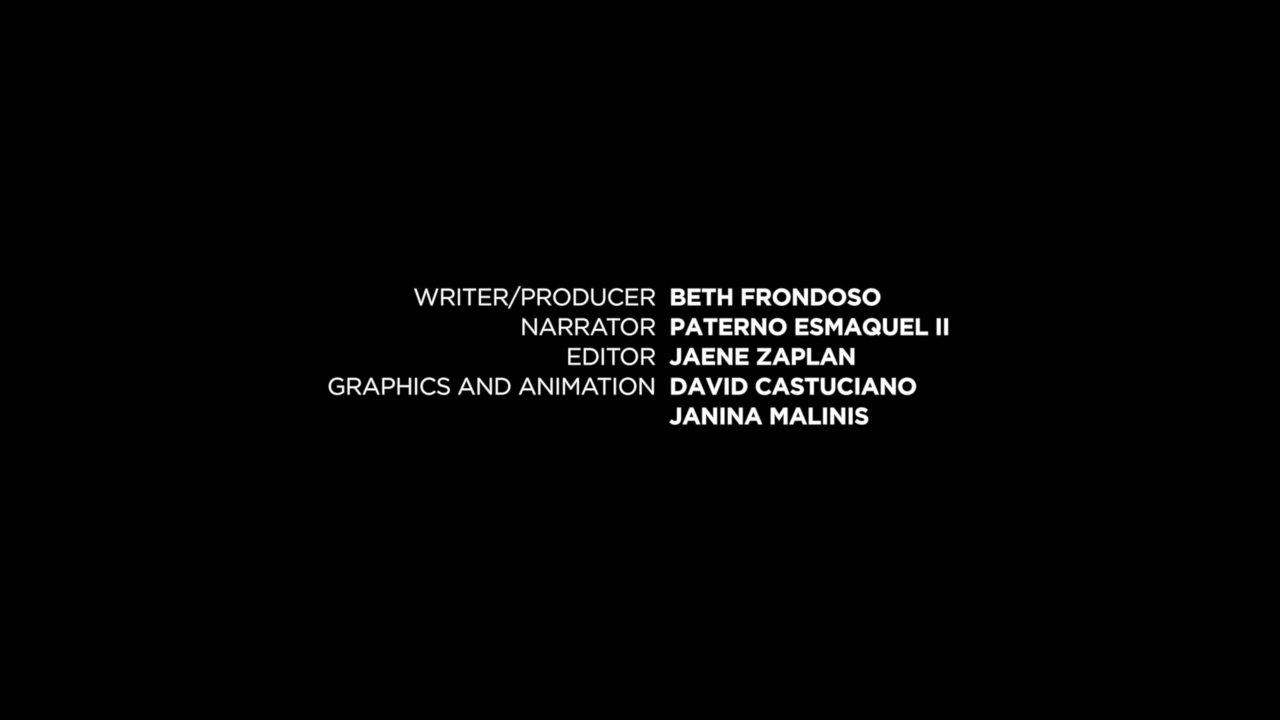 WRITER/PRODUCER BETH FRONDOSO
NARRATOR PATERNO ESMAQUEL II
EDITOR JAENE ZAPLAN
GRAPHICS AND ANIMATION DAVID CASTUCIANO
JANINA MALINIS